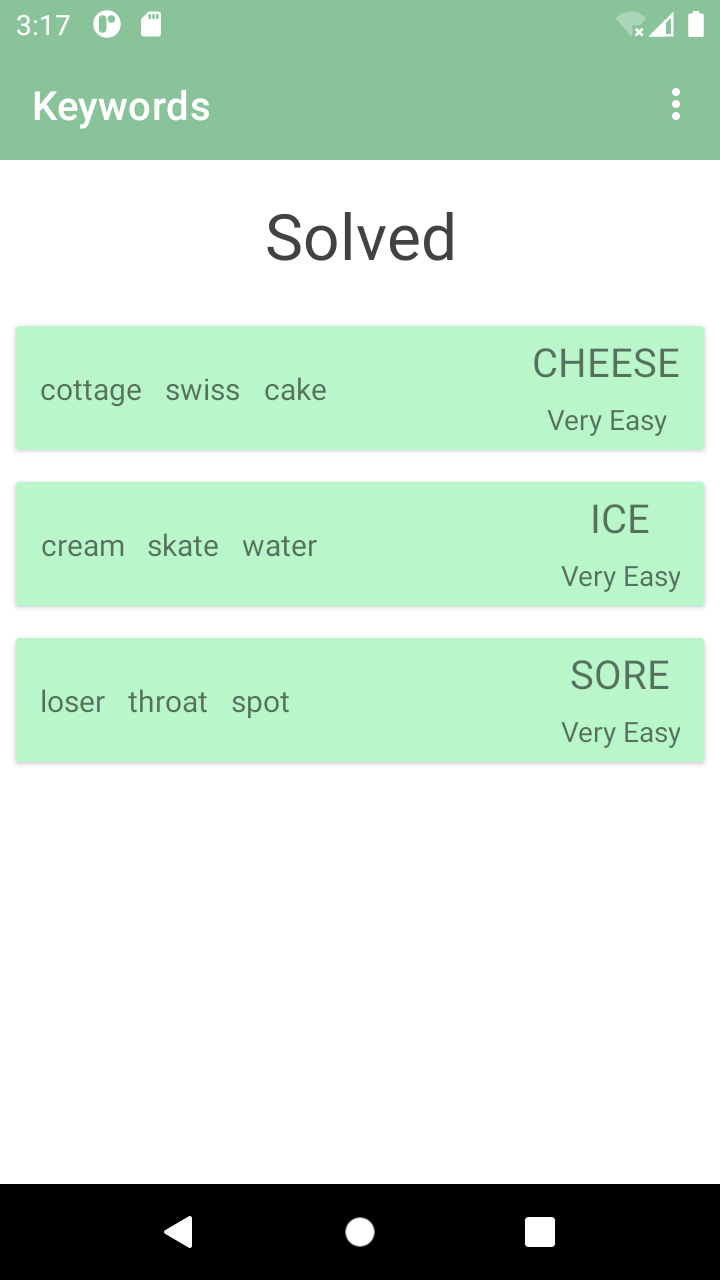 3:17
Keywords
Solved
cottage swiss cake
CHEESE
Very Easy
cream skate water
ICE
Very Easy
loser throat spot
SORE
Very Easy